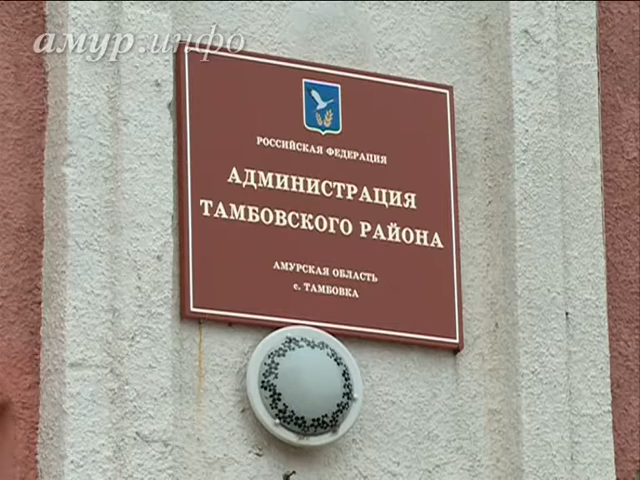 амур.инфо
РОССИЙСКАЯ ФЕДЕРАЦИЯ
АДМИНИСТРАЦИЯ
ТАМБОВСКОГО РАЙОНА
АМУРСКАЯ ОБЛАСТЬ
с. ТАМБОВКА